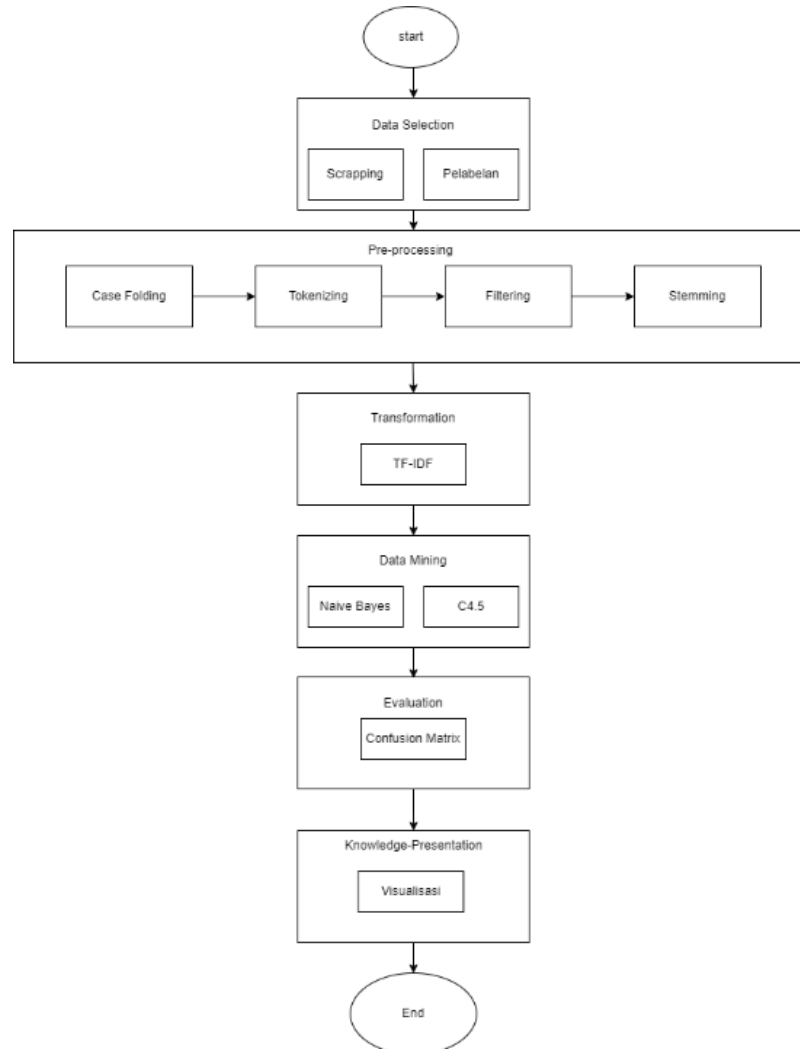 start
Data Selection
Scrapping
Pelabelan
Pre-processing
Case Folding
Tokenizing
Filtering
Stemming
Transformation
TF-IDF
Data Mining
Naive Bayes
C4.5
Evaluation
Confusion Matrix
Knowledge-Presentation
Visualisasi
End